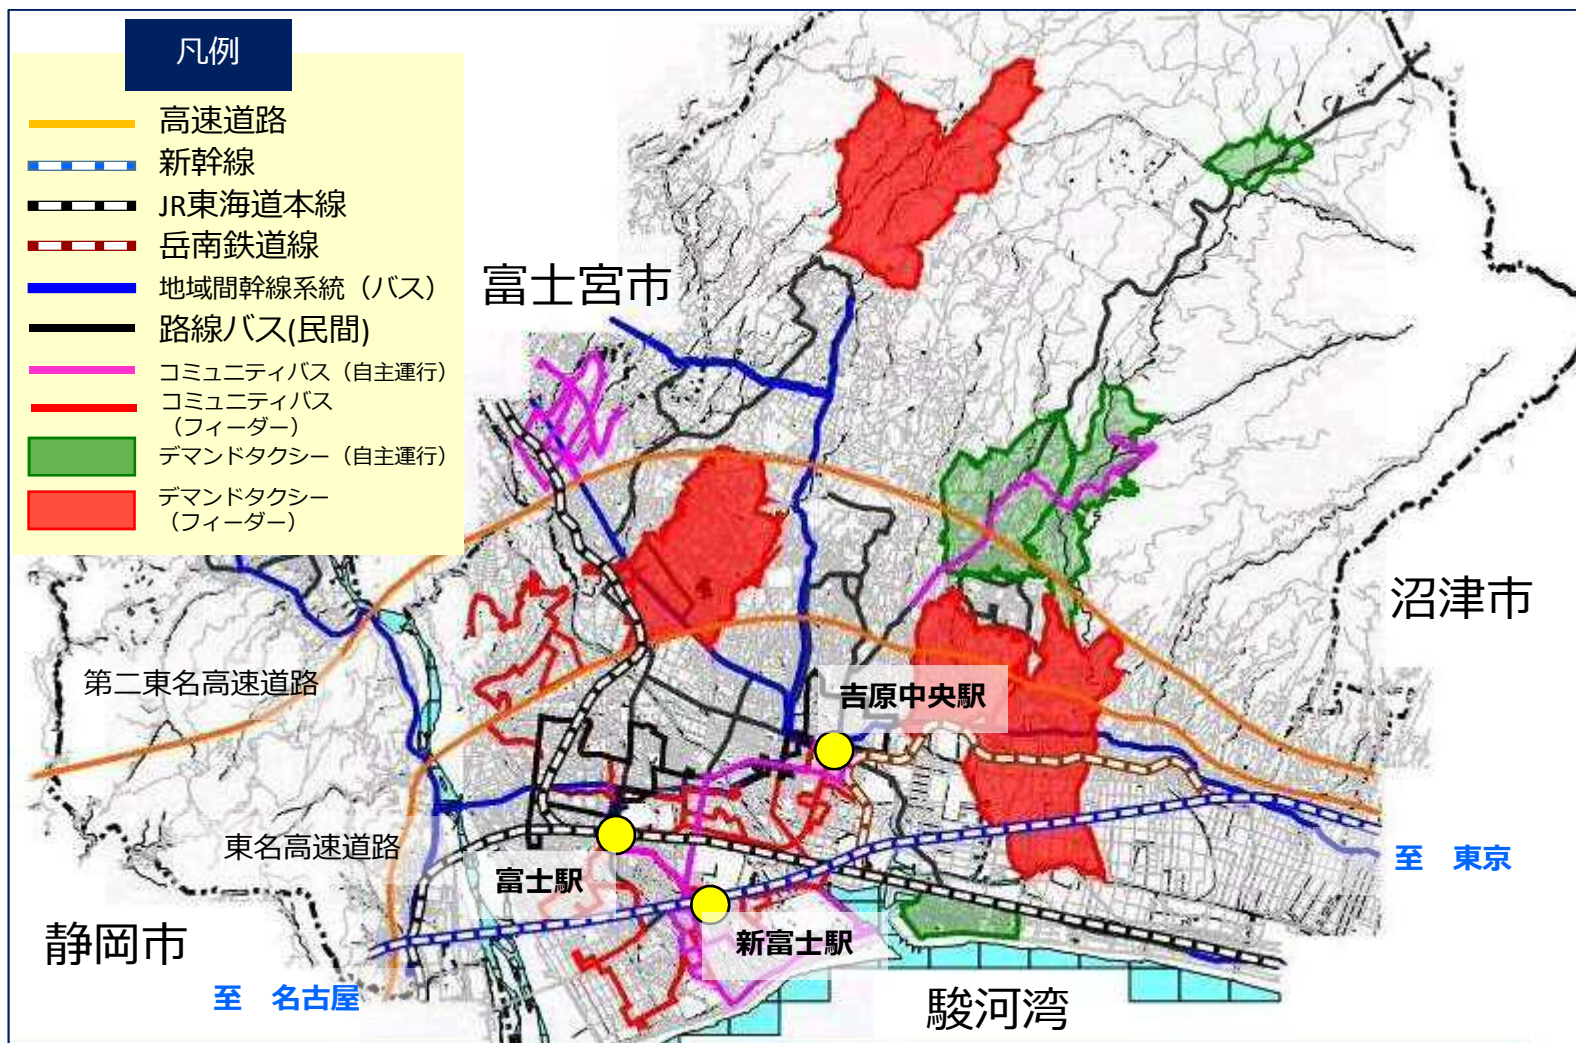 凡例
高速道路
新幹線
JR東海道本線
岳南鉄道線
地域間幹線系統（バス）
路線バス(民間)
コミュニティバス（自主運行）
コミュニティバス
（フィーダー）
デマンドタクシー（自主運行）
デマンドタクシー
（フィーダー）
富士宮市
沼津市
第二東名高速道路
吉原中央駅
東名高速道路
富士駅
至　東京
静岡市
新富士駅
至　名古屋
駿河湾